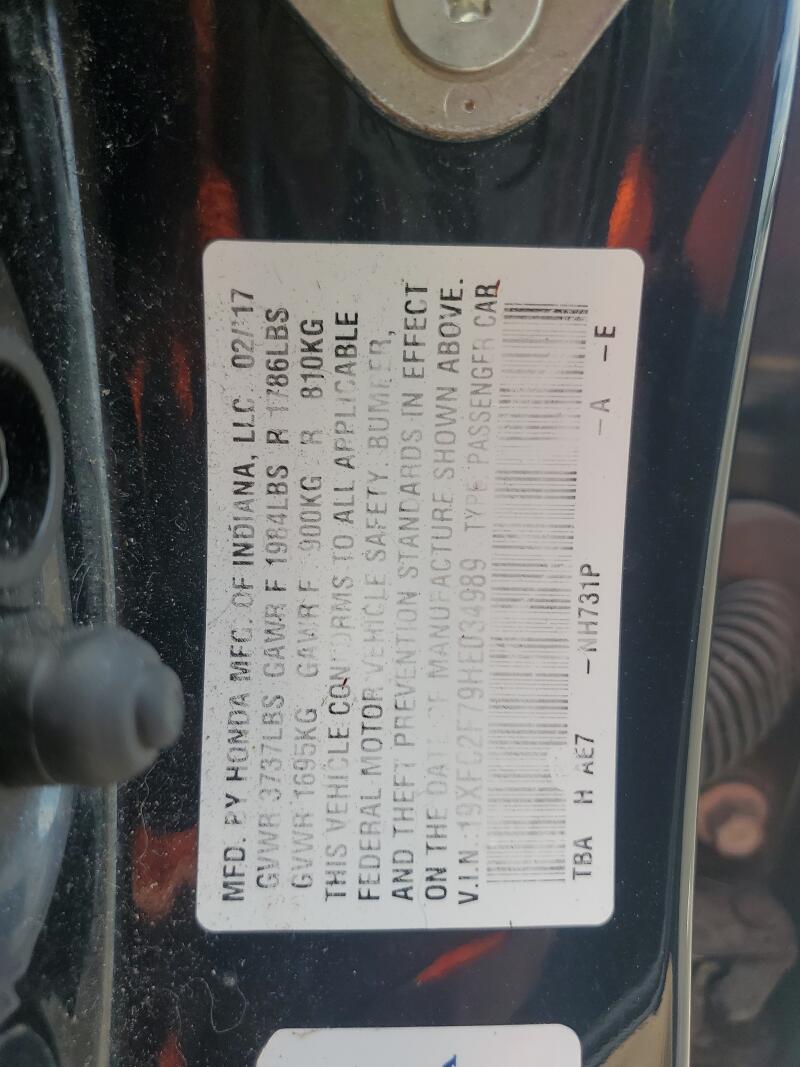 MFD. BY HONDA MFG. OF INDIANA, LLC 02/'17
GVWR 3737LBS GAWR F 1984LBS R 1786LBS
GVWR 1695KG GAWR F 900KG R 810KG
THIS VEHICLE CONFORMS TO ALL APPLICABLE
FEDERAL MOTOR VEHICLE SAFETY, BUMPER,
AND THEFT PREVENTION STANDARDS IN EFFECT
ON THE DATE OF MANUFACTURE SHOWN ABOVE.
V.I.N.:19XFC2F79HE034989 TYPE PASSENGER CAR
TBA H AE7 -NH731P -A -E